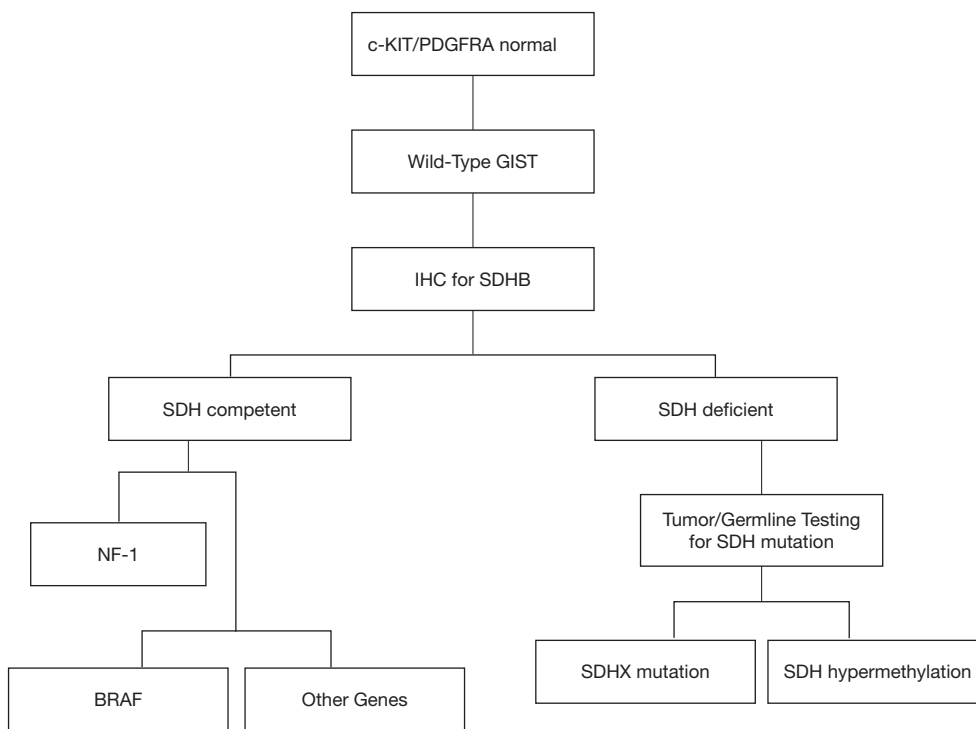 c-KIT/PDGFRA normal
Wild-Type GIST
IHC for SDHB
SDH competent
SDH deficient
Tumor/Germline Testing
for SDH mutation
NF-1
SDHX mutation
SDH hypermethylation
BRAF
Other Genes